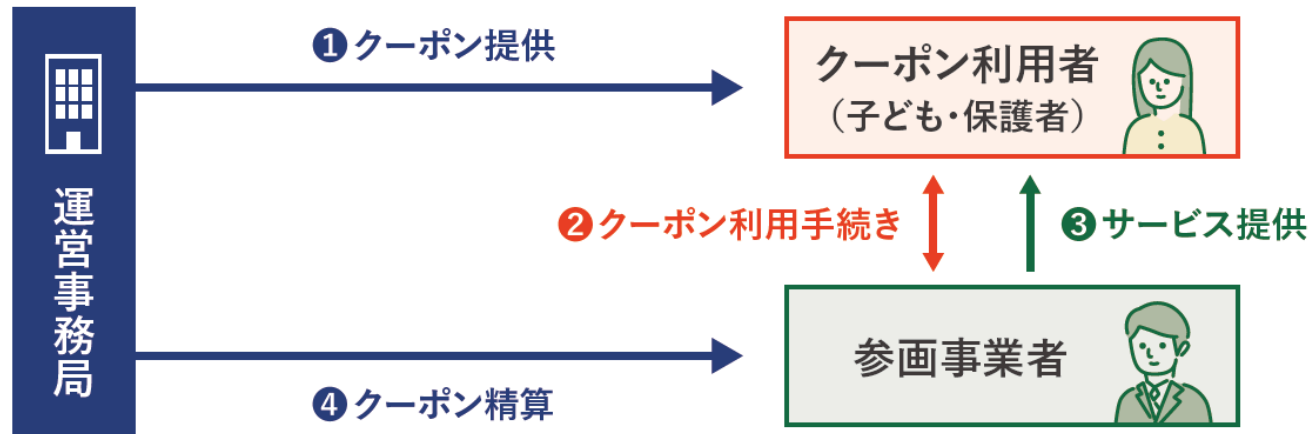 運営事務局
❶クーポン提供
クーポン利用者
（子ども・保護者）
❷クーポン利用手続き
❸サービス提供
参画事業者
❹クーポン精算